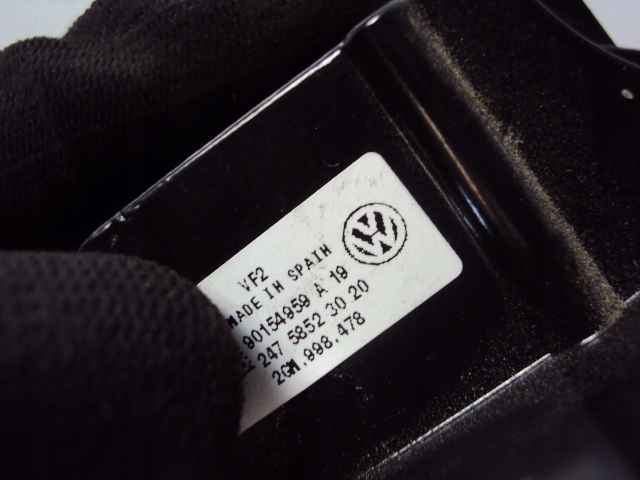 VF2
MADE IN SPAIN
90154959 A 19
247 5852 30 20
2GM.998.478